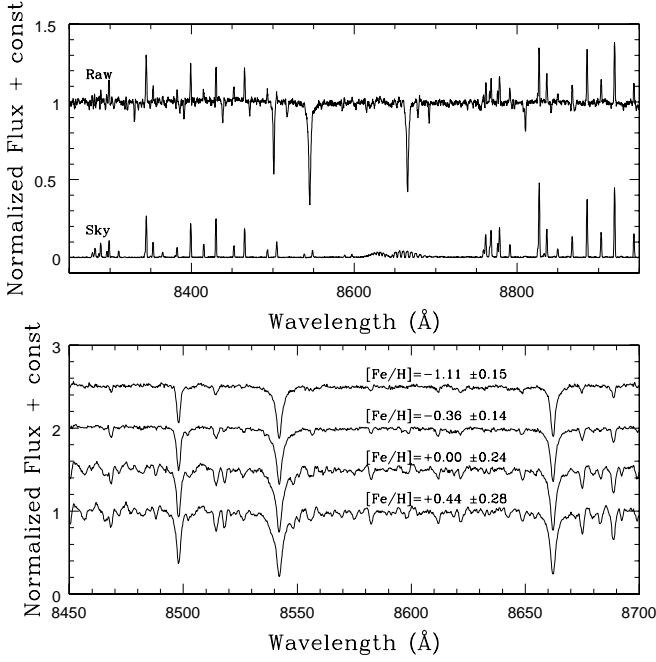 Normalized Flux + const
1.5
1
0.5
0
Raw
Sky
8400
8600
8800
Wavelength (Å)
Normalized Flux + const
3
2
1
0
[Fe/H]=−1.11 ±0.15
[Fe/H]=−0.36 ±0.14
[Fe/H]=+0.00 ±0.24
[Fe/H]=+0.44 ±0.28
8450
8500
8550
8600
8650
8700
Wavelength (Å)